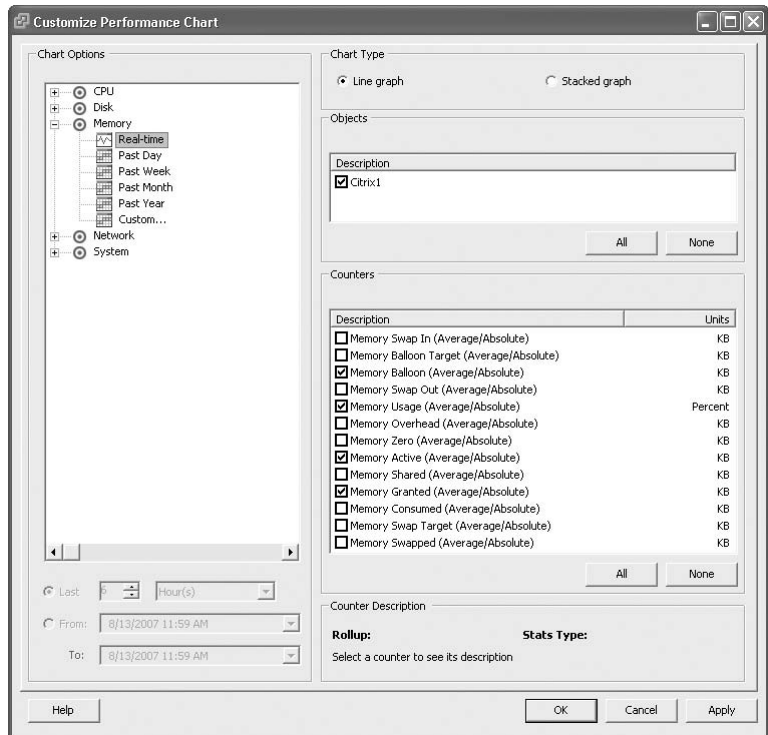 Customize Performance Chart
Chart Options
CPU
Disk
Memory
Real-time
Past Day
Past Week
Past Month
Past Year
Custom...
Network
System
Last 6 Hour(s)
From: 8/13/2007 11:59 AM
To: 8/13/2007 11:59 AM
Chart Type
Line graph Stacked graph
Objects
Description
Citrix1
All None
Counters
Description Units
Memory Swap In (Average/Absolute) KB
Memory Balloon Target (Average/Absolute) KB
Memory Balloon (Average/Absolute) KB
Memory Swap Out (Average/Absolute) KB
Memory Usage (Average/Absolute) Percent
Memory Overhead (Average/Absolute) KB
Memory Zero (Average/Absolute) KB
Memory Active (Average/Absolute) KB
Memory Shared (Average/Absolute) KB
Memory Granted (Average/Absolute) KB
Memory Consumed (Average/Absolute) KB
Memory Swap Target (Average/Absolute) KB
Memory Swapped (Average/Absolute) KB
All None
Counter Description
Rollup: Stats Type:
Select a counter to see its description
Help OK Cancel Apply